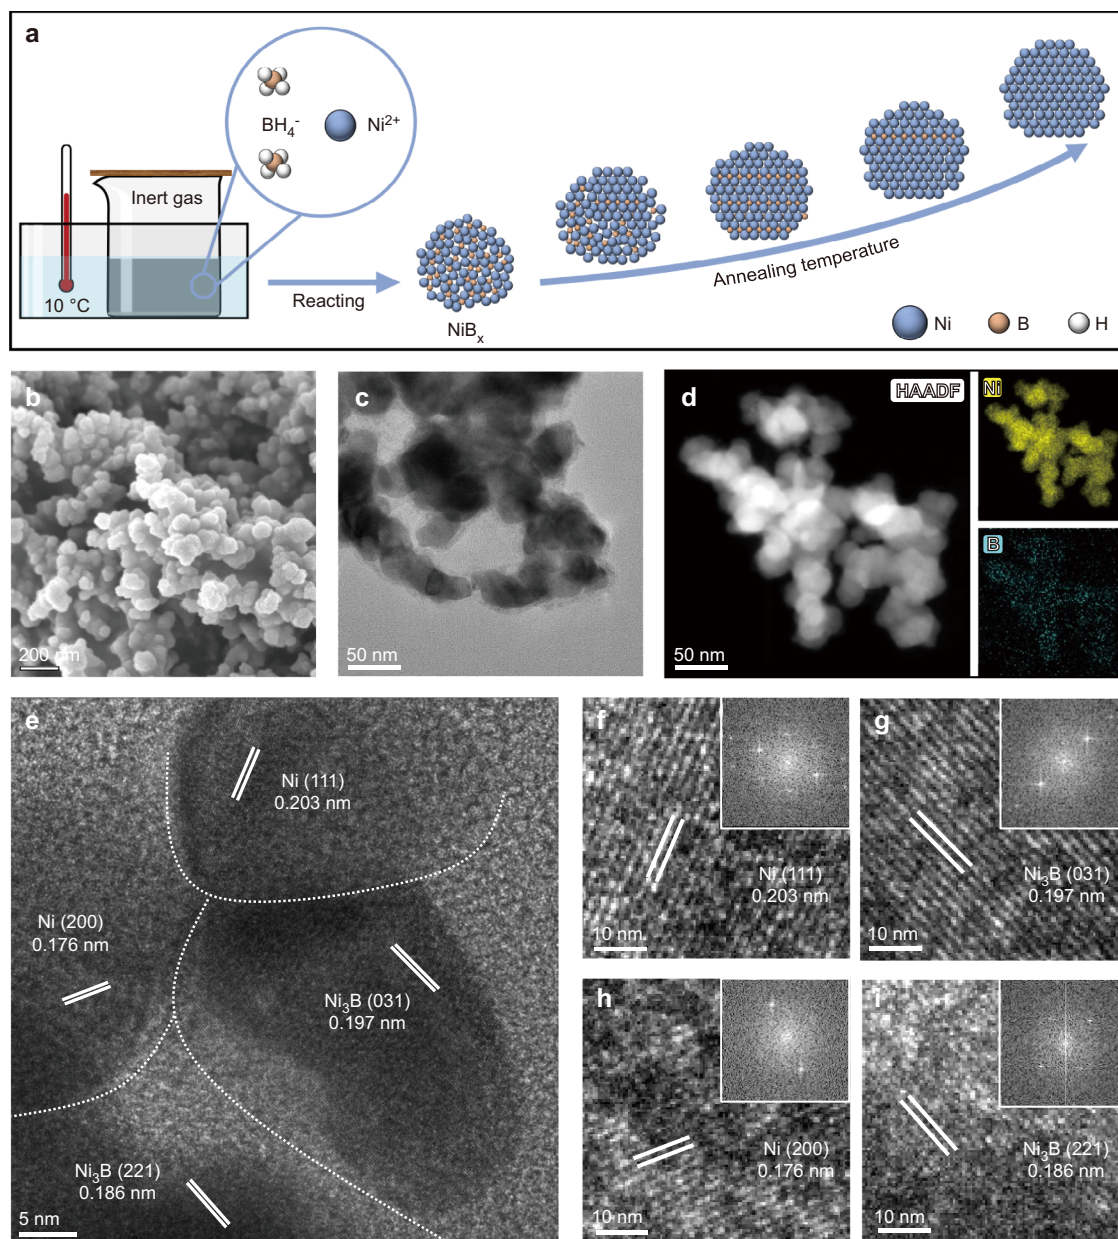 a
BH₄⁻
Ni²⁺
Inert gas
10 °C
Reacting
NiBₓ
Annealing temperature
Ni
B
H
b
200 nm
c
50 nm
d
HAADF
50 nm
Ni
B
e
Ni (111)
0.203 nm
Ni (200)
0.176 nm
Ni₃B (031)
0.197 nm
Ni₃B (221)
0.186 nm
5 nm
f
Ni (111)
0.203 nm
10 nm
g
Ni₃B (031)
0.197 nm
10 nm
h
Ni (200)
0.176 nm
10 nm
i
Ni₃B (221)
0.186 nm
10 nm